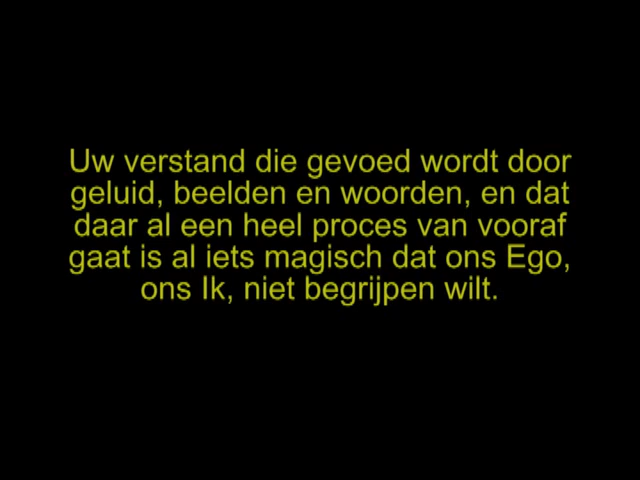 Uw verstand die gevoed wordt door
geluid, beelden en woorden, en dat
daar al een heel proces van vooraf
gaat is al iets magisch dat ons Ego,
ons Ik, niet begrijpen wilt.